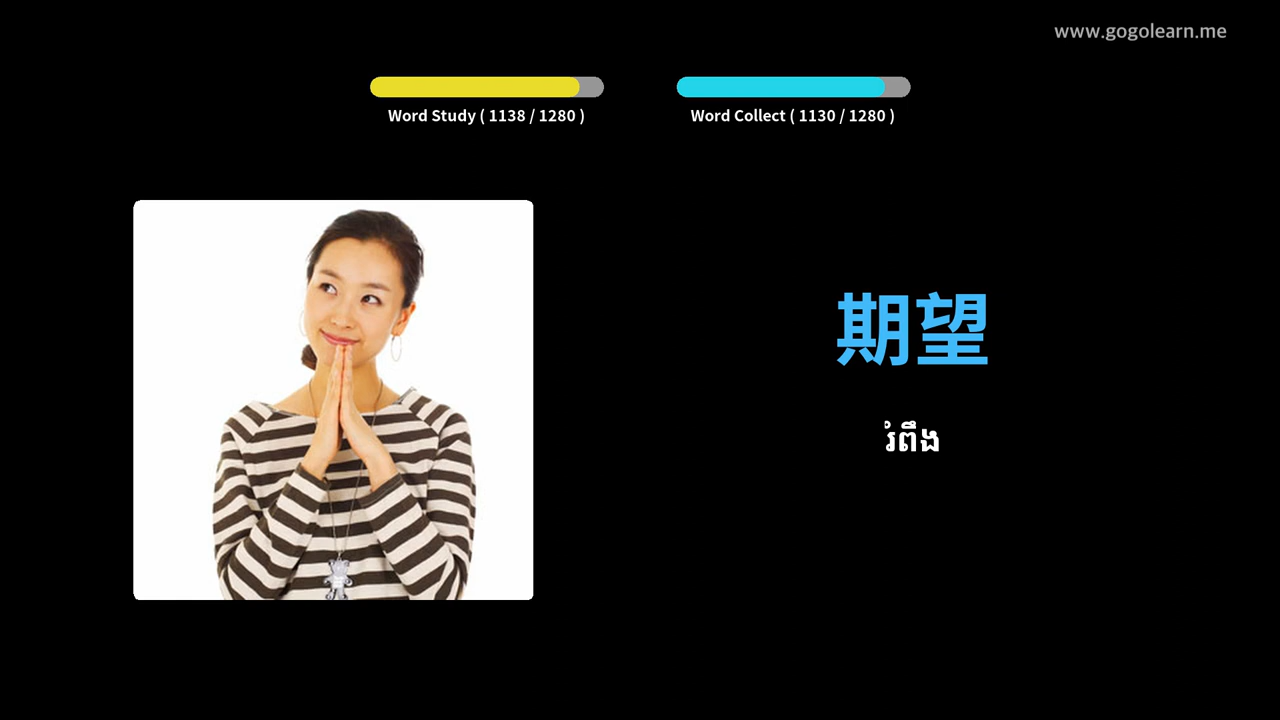 www.gogolearn.me
Word Study ( 1138 / 1280 )
Word Collect ( 1130 / 1280 )
期望
រំពឹង